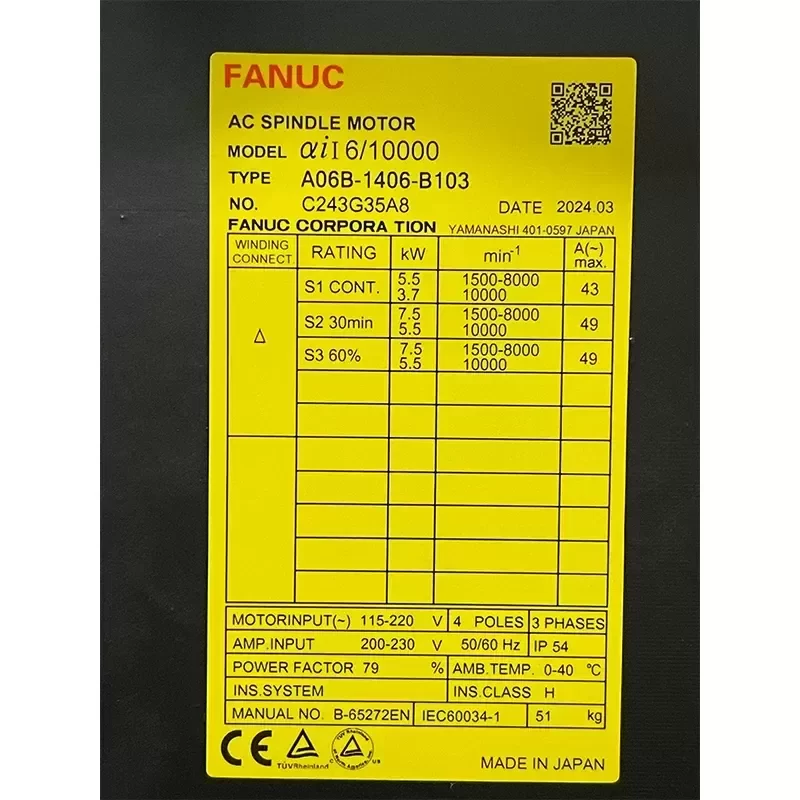 FANUC
AC SPINDLE MOTOR
MODEL αiI 6/10000
TYPE A06B-1406-B103
NO. C243G35A8 DATE 2024.03
FANUC CORPORA TION YAMANASHI 401-0597 JAPAN
WINDING CONNECT. RATING kW min-1 A(~) max.
△
S1 CONT. 5.5 1500-8000 43
3.7 10000
S2 30min 7.5 1500-8000 49
5.5 10000
S3 60% 7.5 1500-8000 49
5.5 10000
MOTORINPUT(~) 115-220 V 4 POLES 3 PHASES
AMP.INPUT 200-230 V 50/60 Hz IP 54
POWER FACTOR 79 % AMB.TEMP. 0-40 ℃
INS.SYSTEM INS.CLASS H
MANUAL NO. B-65272EN IEC60034-1 51 kg
CE TÜVRheinland C US
MADE IN JAPAN